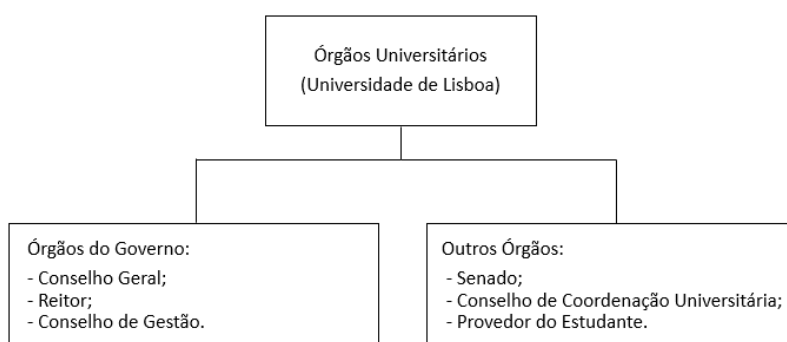 Órgãos Universitários
(Universidade de Lisboa)
Órgãos do Governo:
- Conselho Geral;
- Reitor;
- Conselho de Gestão.
Outros Órgãos:
- Senado;
- Conselho de Coordenação Universitária;
- Provedor do Estudante.